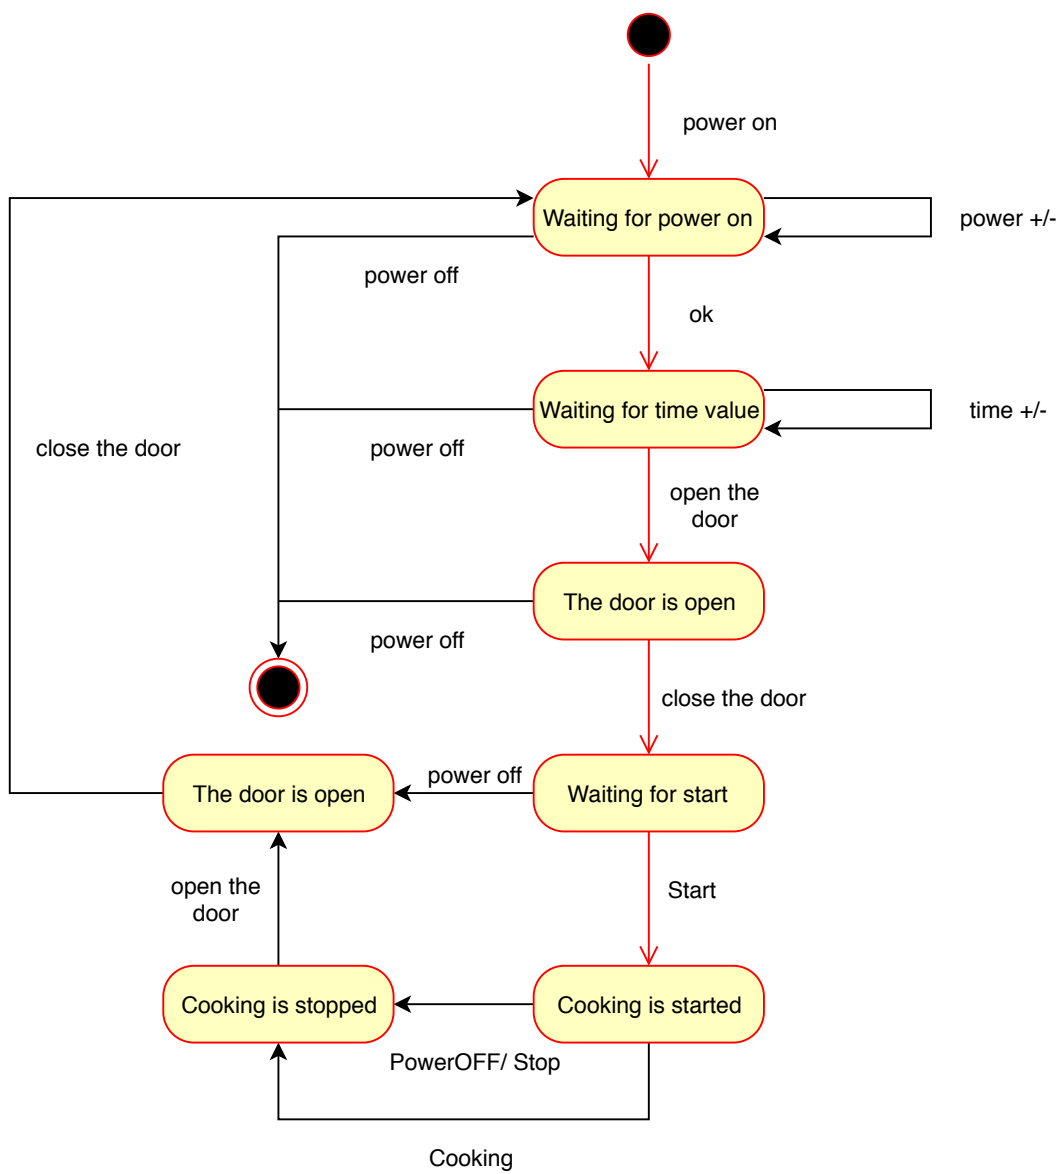 power on
Waiting for power on
power +/-
power off
ok
Waiting for time value
time +/-
close the door
power off
open the
door
The door is open
power off
close the door
The door is open
power off
Waiting for start
open the
door
Start
Cooking is stopped
Cooking is started
PowerOFF/ Stop
Cooking